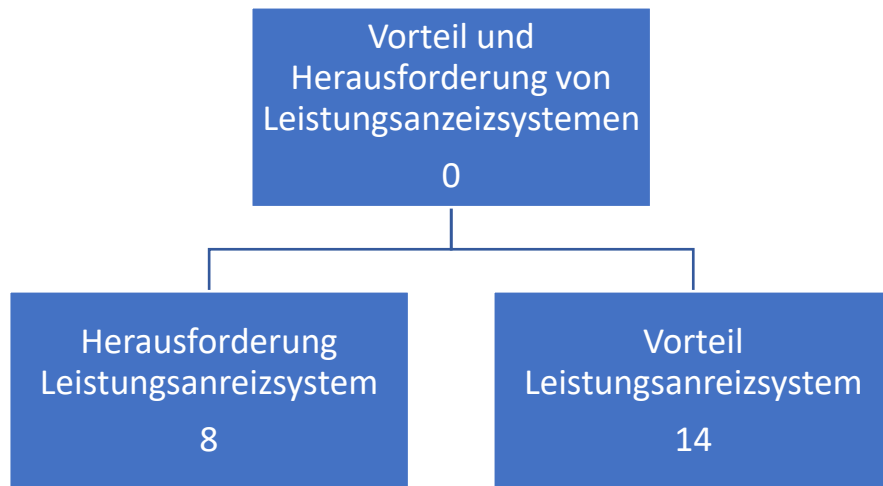 Vorteil und
Herausforderung von
Leistungsanzeizsystemen
0
Herausforderung
Leistungsanreizsystem
8
Vorteil
Leistungsanreizsystem
14